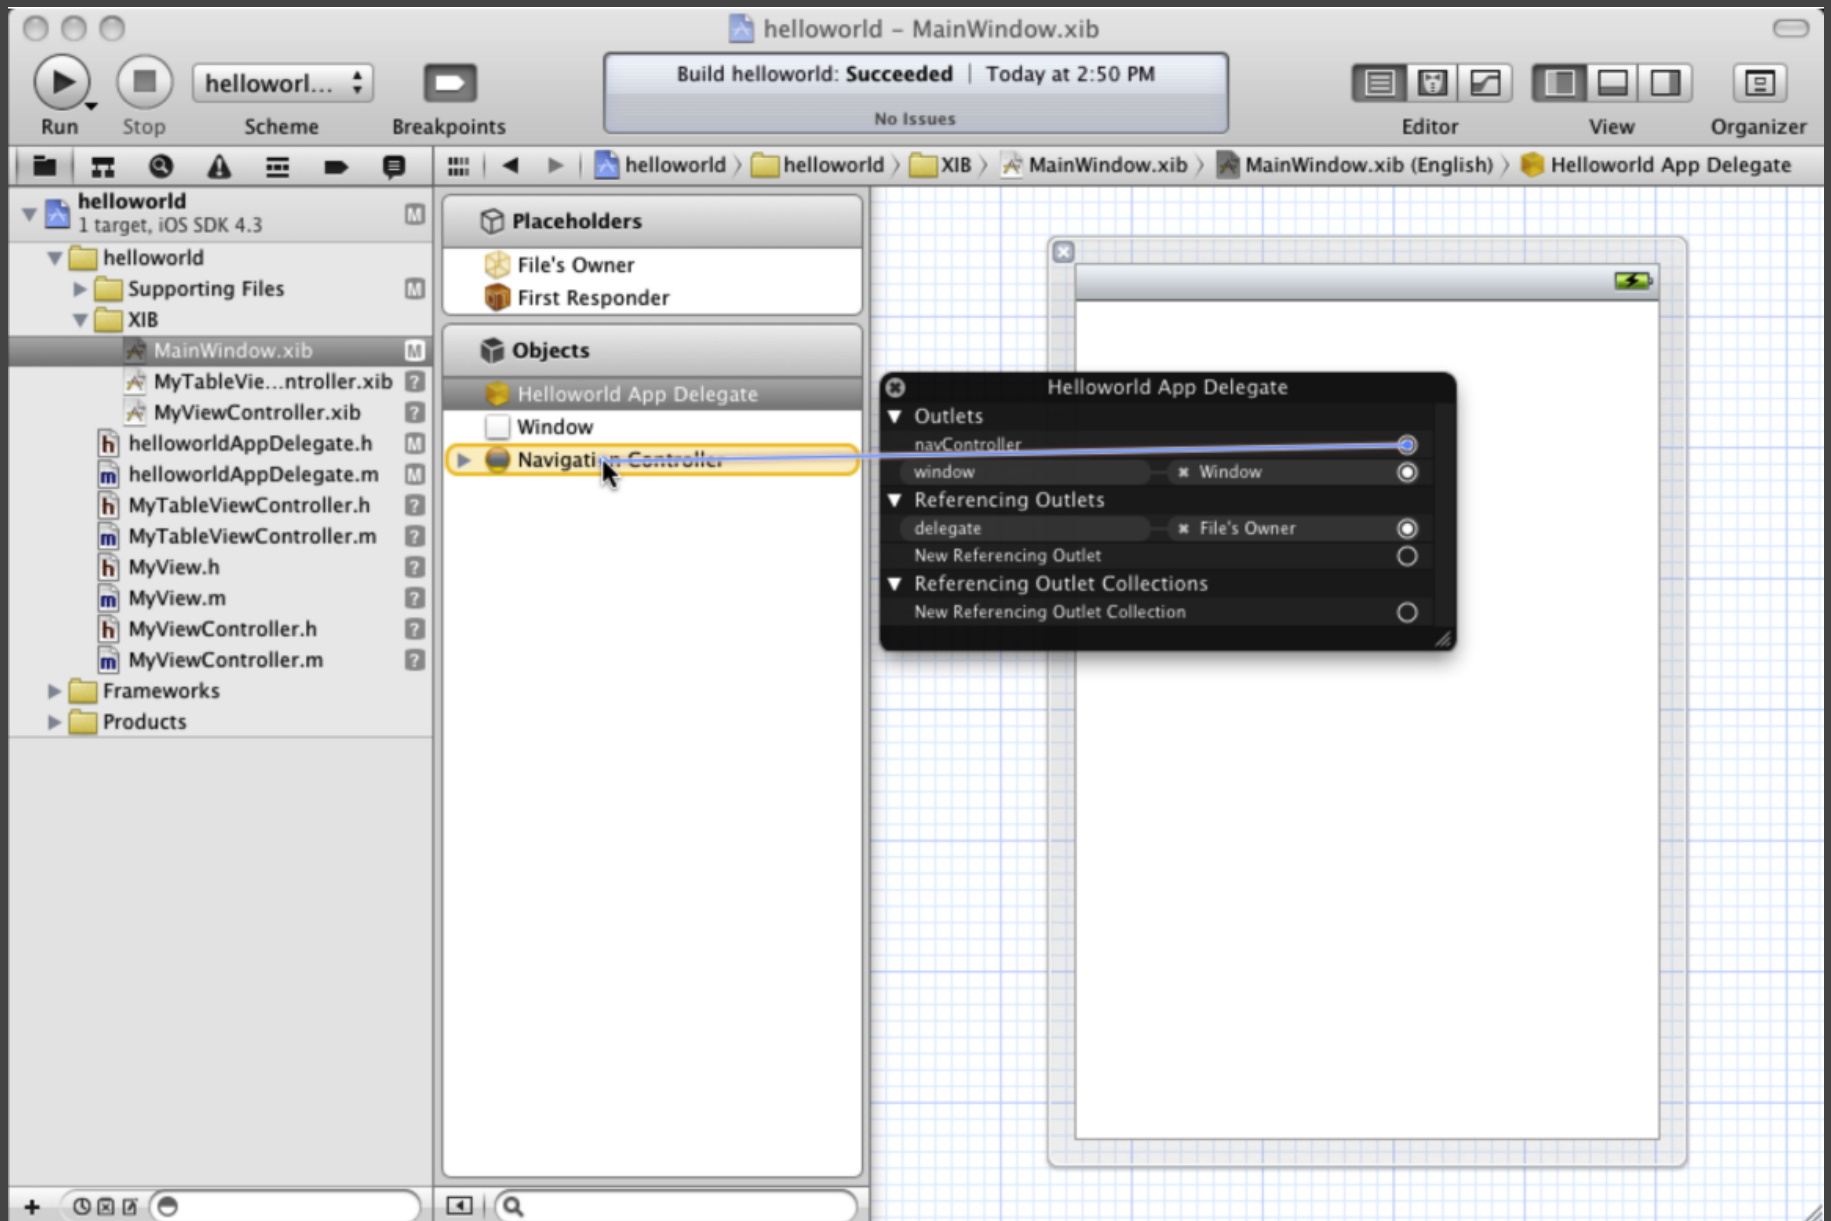 helloworld – MainWindow.xib
Build helloworld: Succeeded | Today at 2:50 PM
No Issues
helloworl...
Run
Stop
Scheme
Breakpoints
Editor
View
Organizer
helloworld
helloworld
XIB
MainWindow.xib
MainWindow.xib (English)
Helloworld App Delegate
helloworld
M
1 target, iOS SDK 4.3
helloworld
Supporting Files
M
XIB
MainWindow.xib
M
MyTableVie...ntroller.xib
?
MyViewController.xib
?
h
helloworldAppDelegate.h
M
m
helloworldAppDelegate.m
M
h
MyTableViewController.h
?
m
MyTableViewController.m
?
h
MyView.h
?
m
MyView.m
?
h
MyViewController.h
?
m
MyViewController.m
?
Frameworks
Products
Placeholders
File's Owner
First Responder
Objects
Helloworld App Delegate
Window
Navigation Controller
Helloworld App Delegate
Outlets
navController
window
Window
Referencing Outlets
delegate
File's Owner
New Referencing Outlet
Referencing Outlet Collections
New Referencing Outlet Collection